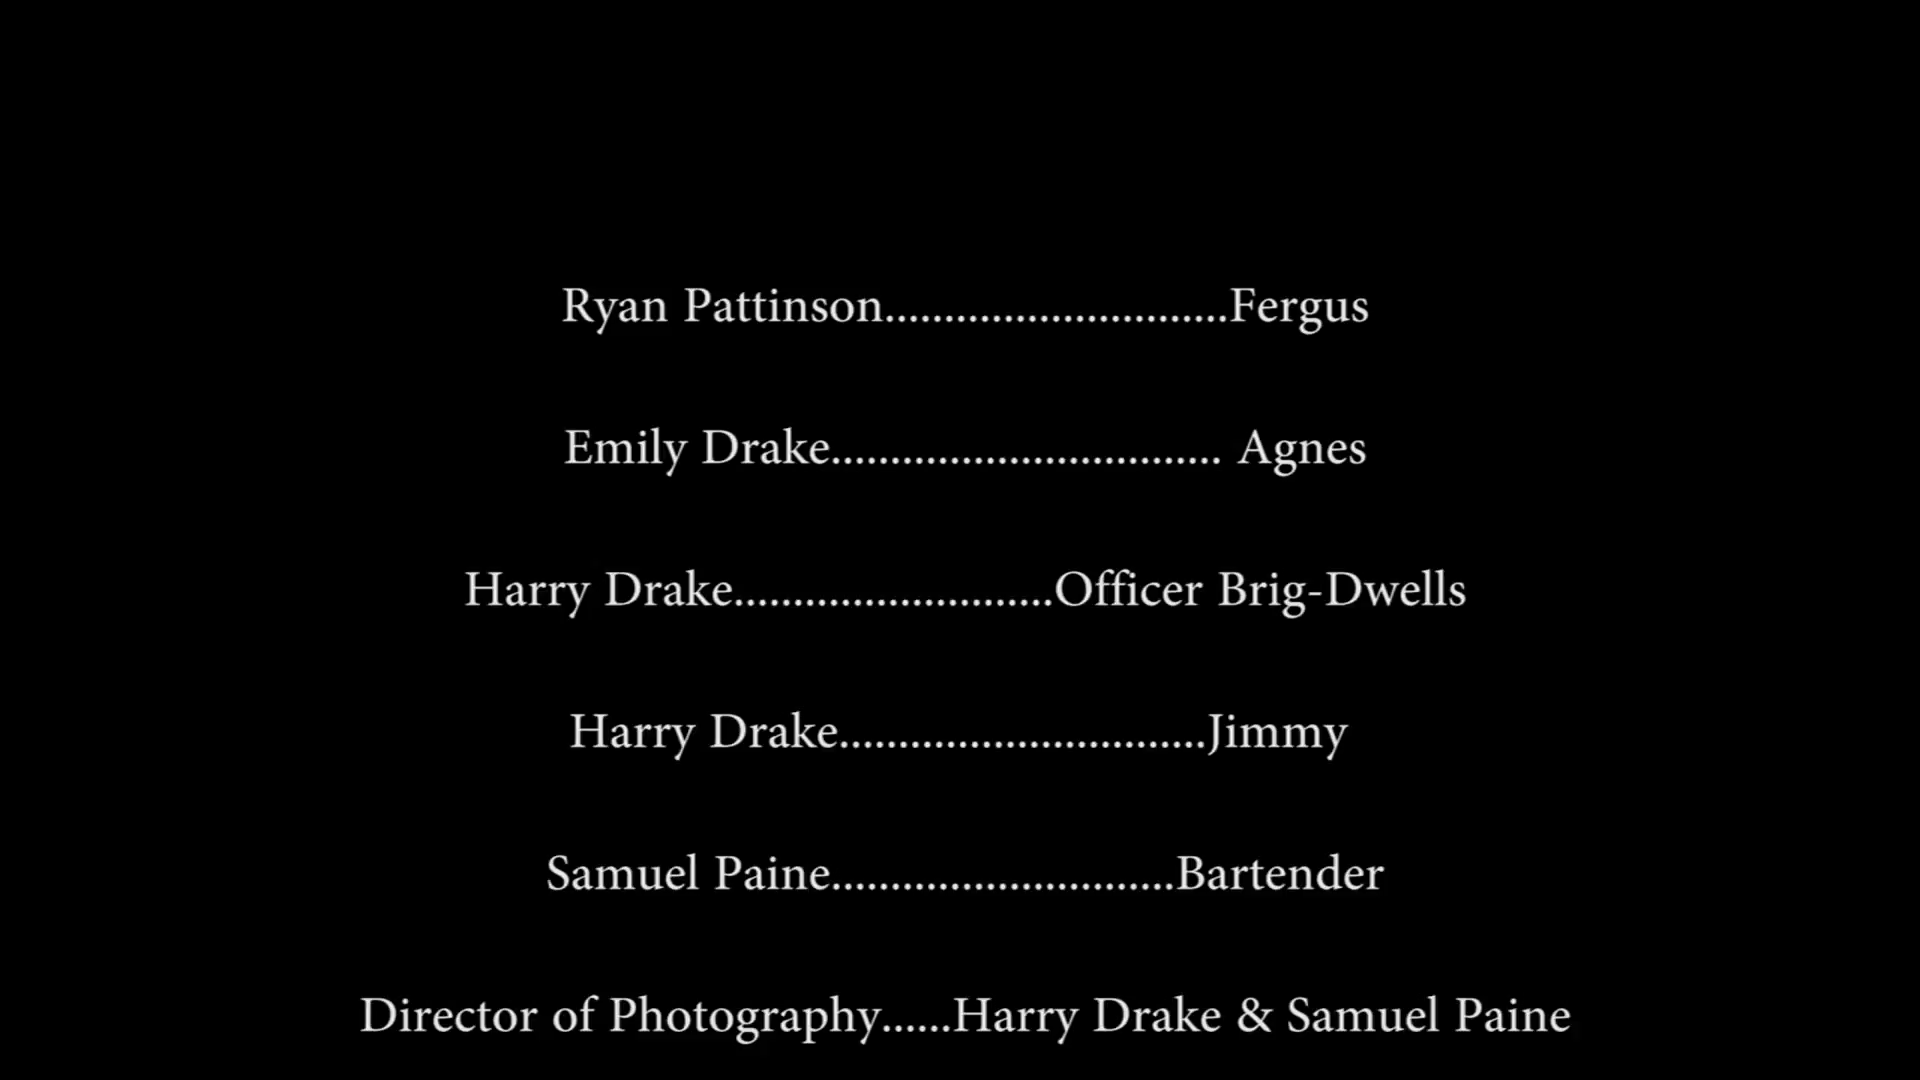 Ryan Pattinson.............................Fergus
Emily Drake................................. Agnes
Harry Drake...........................Officer Brig-Dwells
Harry Drake...............................Jimmy
Samuel Paine.............................Bartender
Director of Photography......Harry Drake & Samuel Paine